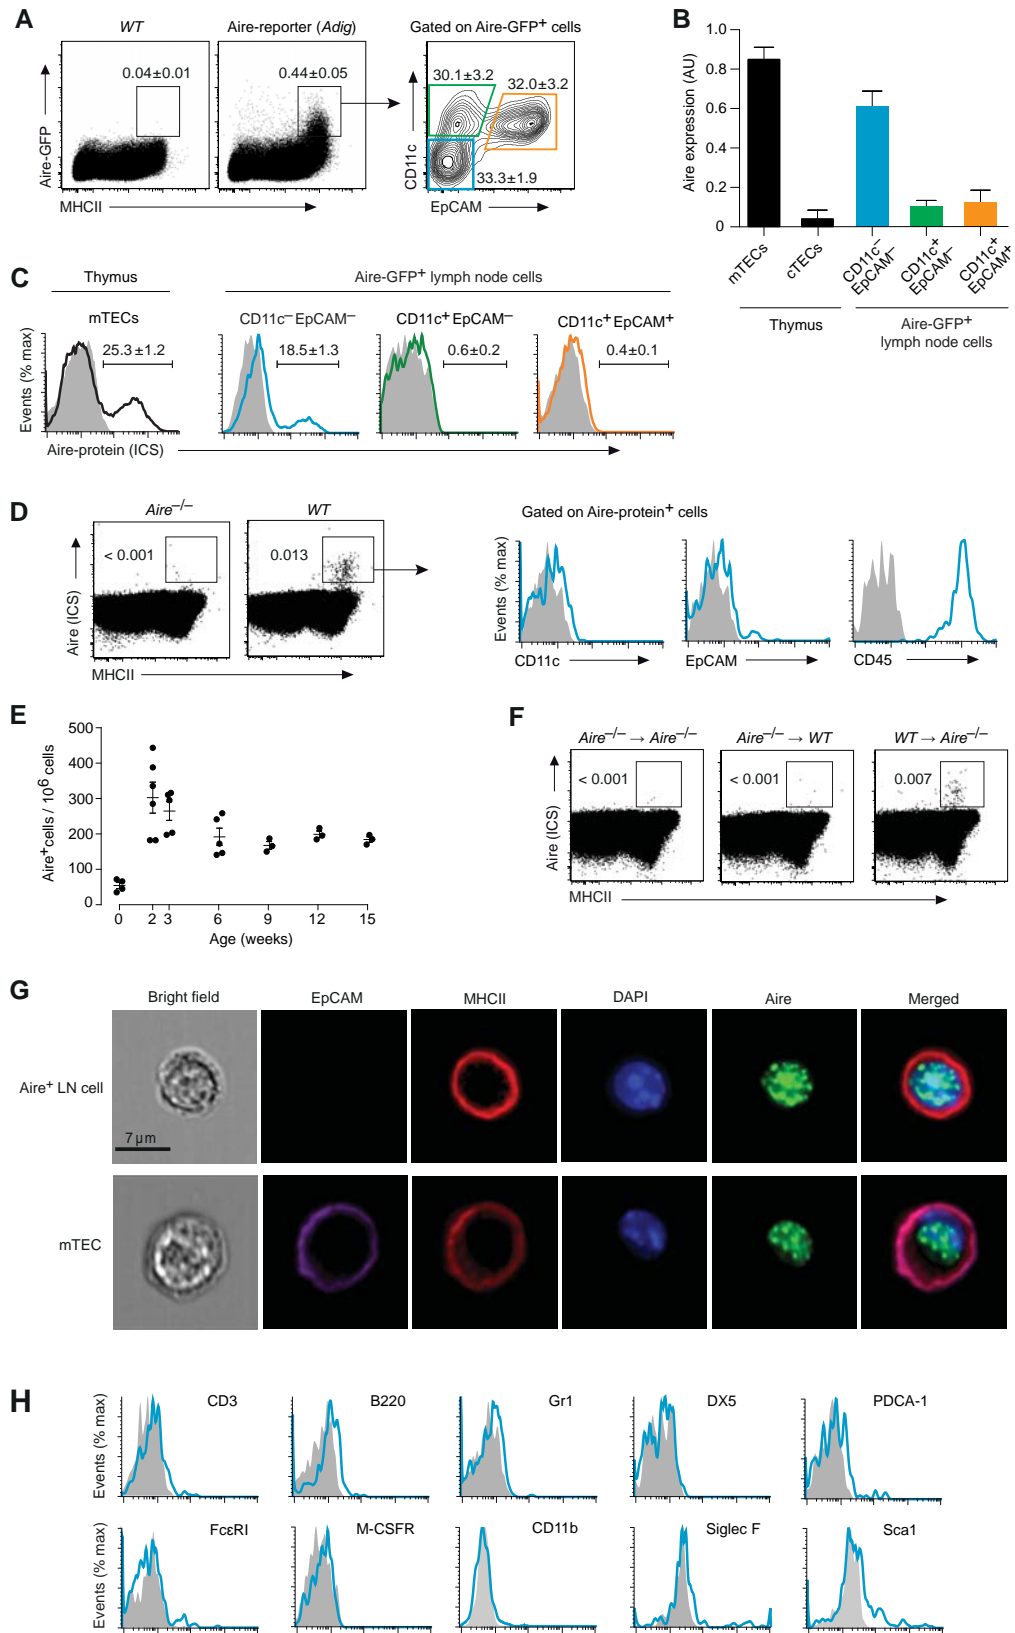 A
WT
Aire-reporter (Adig)
Gated on Aire-GFP+ cells
0.04±0.01
0.44±0.05
30.1±3.2
32.0±3.2
33.3±1.9
Aire-GFP
MHCII
CD11c
EpCAM
B
Aire expression (AU)
1.0
0.8
0.6
0.4
0.2
0
mTECs
cTECs
CD11c– EpCAM–
CD11c+ EpCAM–
CD11c+ EpCAM+
Thymus
Aire-GFP+
lymph node cells
C
Thymus
Aire-GFP+ lymph node cells
mTECs
CD11c–EpCAM–
CD11c+EpCAM–
CD11c+EpCAM+
25.3±1.2
18.5±1.3
0.6±0.2
0.4±0.1
Events (% max)
Aire-protein (ICS)
D
Aire–/–
WT
Gated on Aire-protein+ cells
< 0.001
0.013
Aire (ICS)
MHCII
Events (% max)
CD11c
EpCAM
CD45
E
Aire+ cells / 10⁶ cells
500
400
300
200
100
0
0 2 3 6 9 12 15
Age (weeks)
F
Aire–/– → Aire–/–
Aire–/– → WT
WT → Aire–/–
< 0.001
< 0.001
0.007
Aire (ICS)
MHCII
G
Bright field
EpCAM
MHCII
DAPI
Aire
Merged
Aire+ LN cell
7 µm
mTEC
H
Events (% max)
CD3
B220
Gr1
DX5
PDCA-1
Events (% max)
FcεRI
M-CSFR
CD11b
Siglec F
Sca1